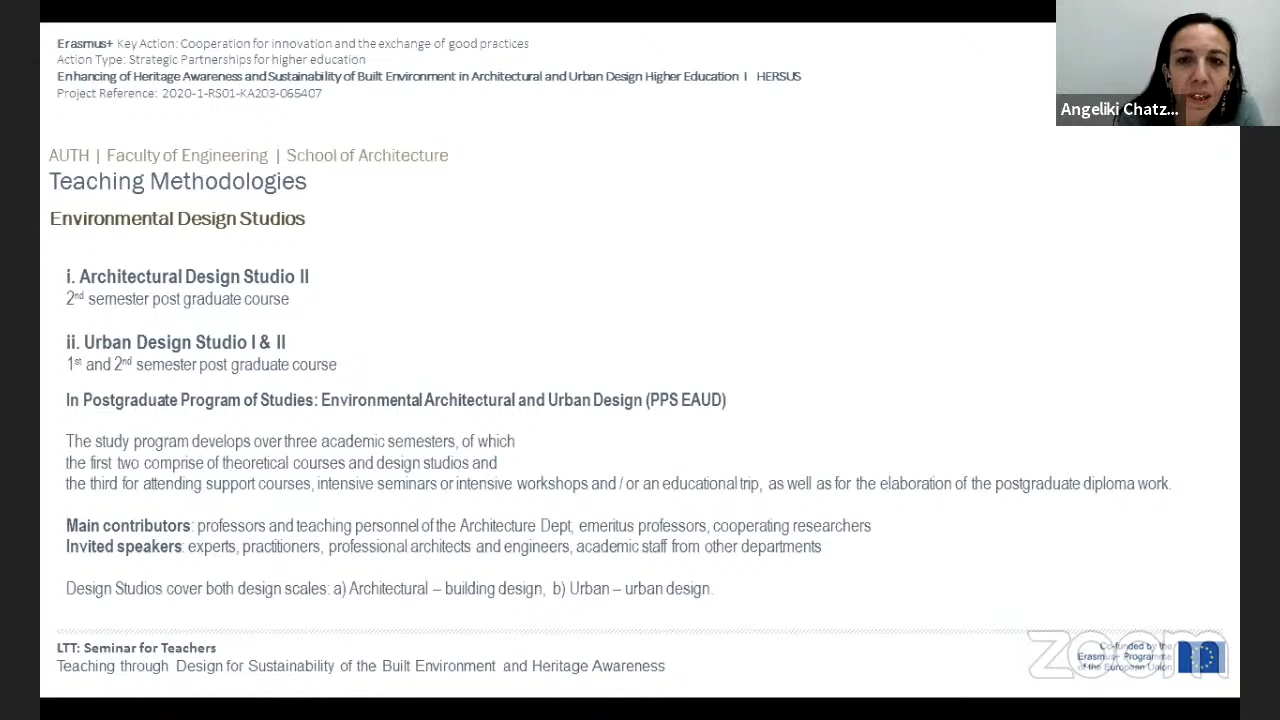 Erasmus+ Key Action: Cooperation for innovation and the exchange of good practices
Action Type: Strategic Partnerships for higher education
Enhancing of Heritage Awareness and Sustainability of Built Environment in Architectural and Urban Design Higher Education I HERSUS
Project Reference: 2020-1-RS01-KA203-065407
Angeliki Chatz...
AUTH | Faculty of Engineering | School of Architecture
Teaching Methodologies
Environmental Design Studios
i. Architectural Design Studio II
2nd semester post graduate course
ii. Urban Design Studio I & II
1st and 2nd semester post graduate course
In Postgraduate Program of Studies: Environmental Architectural and Urban Design (PPS EAUD)
The study program develops over three academic semesters, of which
the first two comprise of theoretical courses and design studios and
the third for attending support courses, intensive seminars or intensive workshops and / or an educational trip, as well as for the elaboration of the postgraduate diploma work.
Main contributors: professors and teaching personnel of the Architecture Dept, emeritus professors, cooperating researchers
Invited speakers: experts, practitioners, professional architects and engineers, academic staff from other departments
Design Studios cover both design scales: a) Architectural – building design, b) Urban – urban design.
LTT: Seminar for Teachers
Teaching through Design for Sustainability of the Built Environment and Heritage Awareness
Co-funded by the
Erasmus+ Programme
of the European Union
zoom